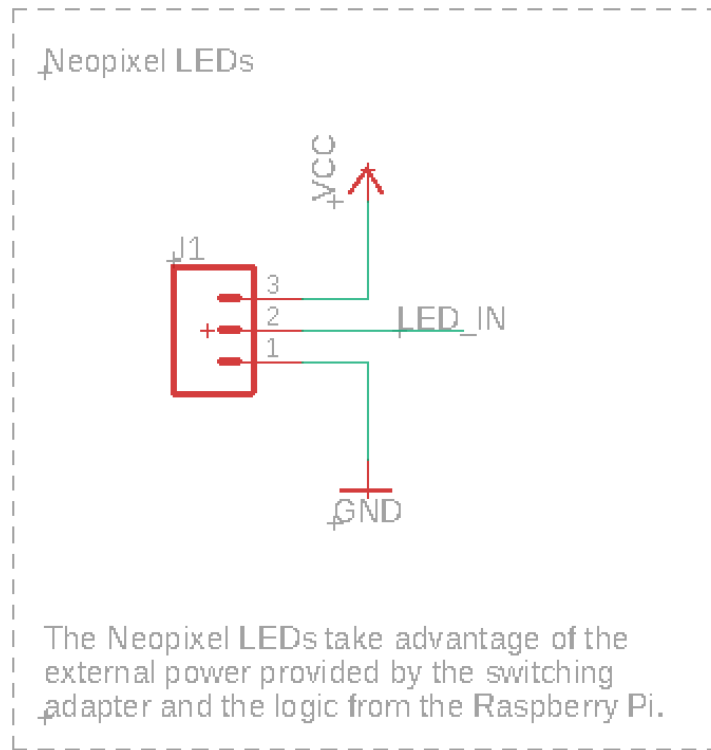 Neopixel LEDs
VCC
J1
3
2
LED_IN
1
GND
The Neopixel LEDs take advantage of the
external power provided by the switching
adapter and the logic from the Raspberry Pi.